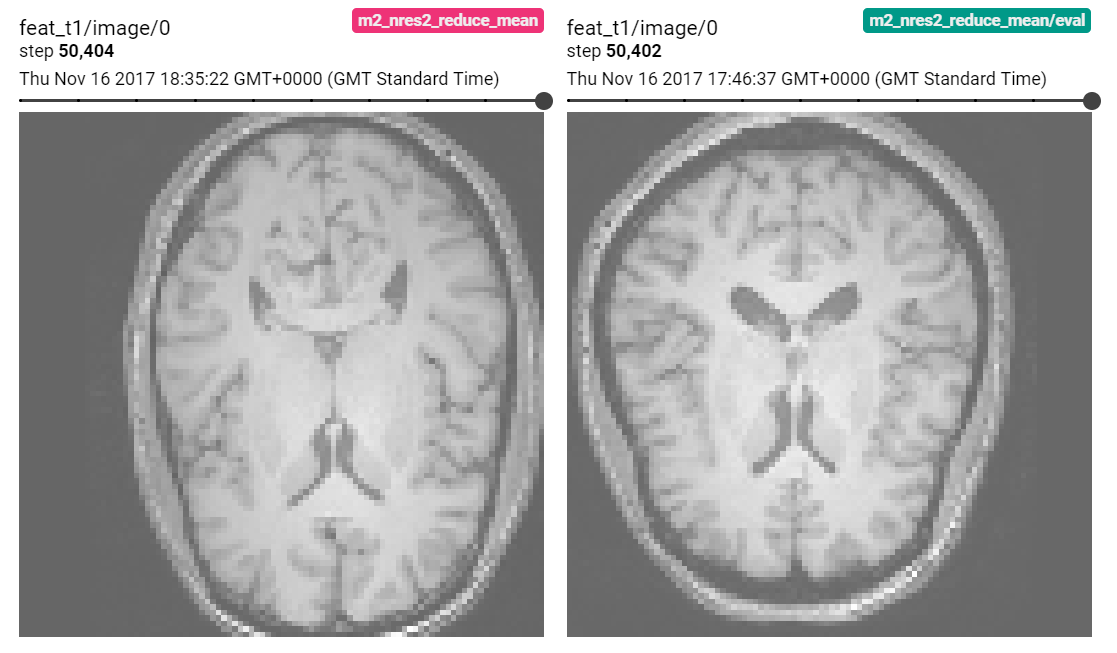 feat_t1/image/0
m2_nres2_reduce_mean
step 50,404
Thu Nov 16 2017 18:35:22 GMT+0000 (GMT Standard Time)
feat_t1/image/0
m2_nres2_reduce_mean/eval
step 50,402
Thu Nov 16 2017 17:46:37 GMT+0000 (GMT Standard Time)